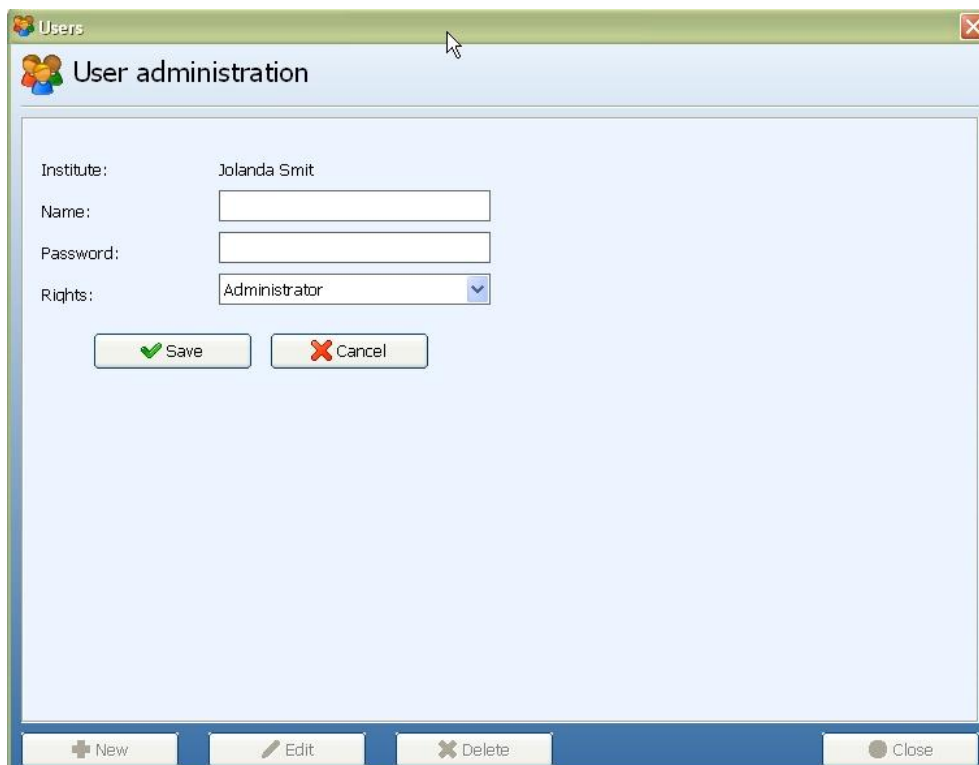 Users
User administration
Institute: Jolanda Smit
Name:
Password:
Rights: Administrator
Save Cancel
New Edit Delete Close